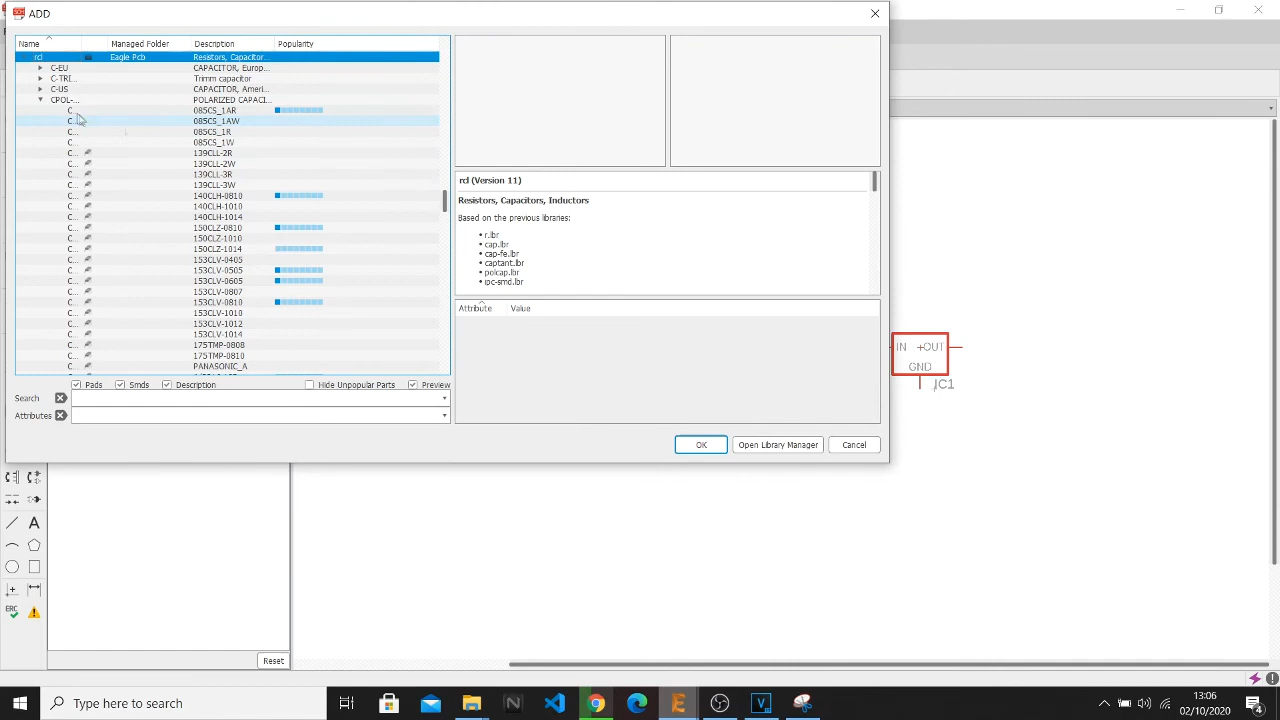 ADD
Name Managed Folder Description Popularity
rcl Eagle Pcb Resistors, Capacitor...
C-EU CAPACITOR, Europ...
C-TRI... Trimm capacitor
C-US CAPACITOR, Ameri...
CPOL-... POLARIZED CAPACI...
C... 085CS_1AR
C... 085CS_1AW
C... 085CS_1R
C... 085CS_1W
C... 139CLL-2R
C... 139CLL-2W
C... 139CLL-3R
C... 139CLL-3W
C... 140CLH-0810
C... 140CLH-1010
C... 140CLH-1014
C... 150CLZ-0810
C... 150CLZ-1010
C... 150CLZ-1014
C... 153CLV-0405
C... 153CLV-0505
C... 153CLV-0605
C... 153CLV-0807
C... 153CLV-0810
C... 153CLV-1010
C... 153CLV-1012
C... 153CLV-1014
C... 175TMP-0808
C... 175TMP-0810
C... PANASONIC_A
Pads Smds Description Hide Unpopular Parts Preview
Search
Attributes
rcl (Version 11)
Resistors, Capacitors, Inductors
Based on the previous libraries:
• r.lbr
• cap.lbr
• cap-fe.lbr
• captant.lbr
• polcap.lbr
• ipc-smd.lbr
Attribute Value
OK Open Library Manager Cancel
IN +OUT
GND
IC1
A
ERC
Reset
Type here to search
13:06
02/10/2020
4